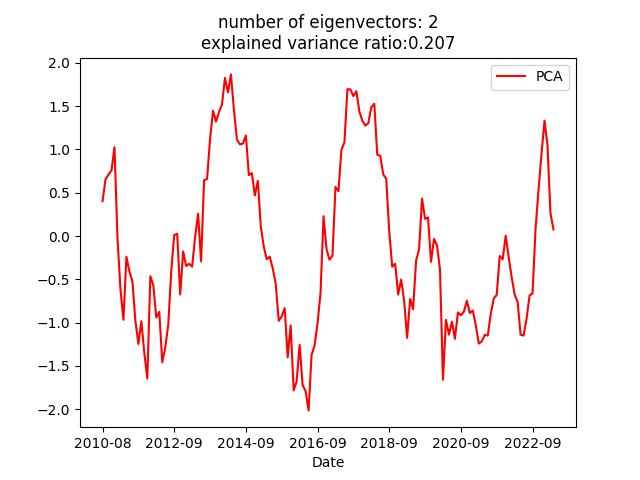 number of eigenvectors: 2
explained variance ratio:0.207
PCA
2.0
1.5
1.0
0.5
0.0
−0.5
−1.0
−1.5
−2.0
2010-08 2012-09 2014-09 2016-09 2018-09 2020-09 2022-09
Date